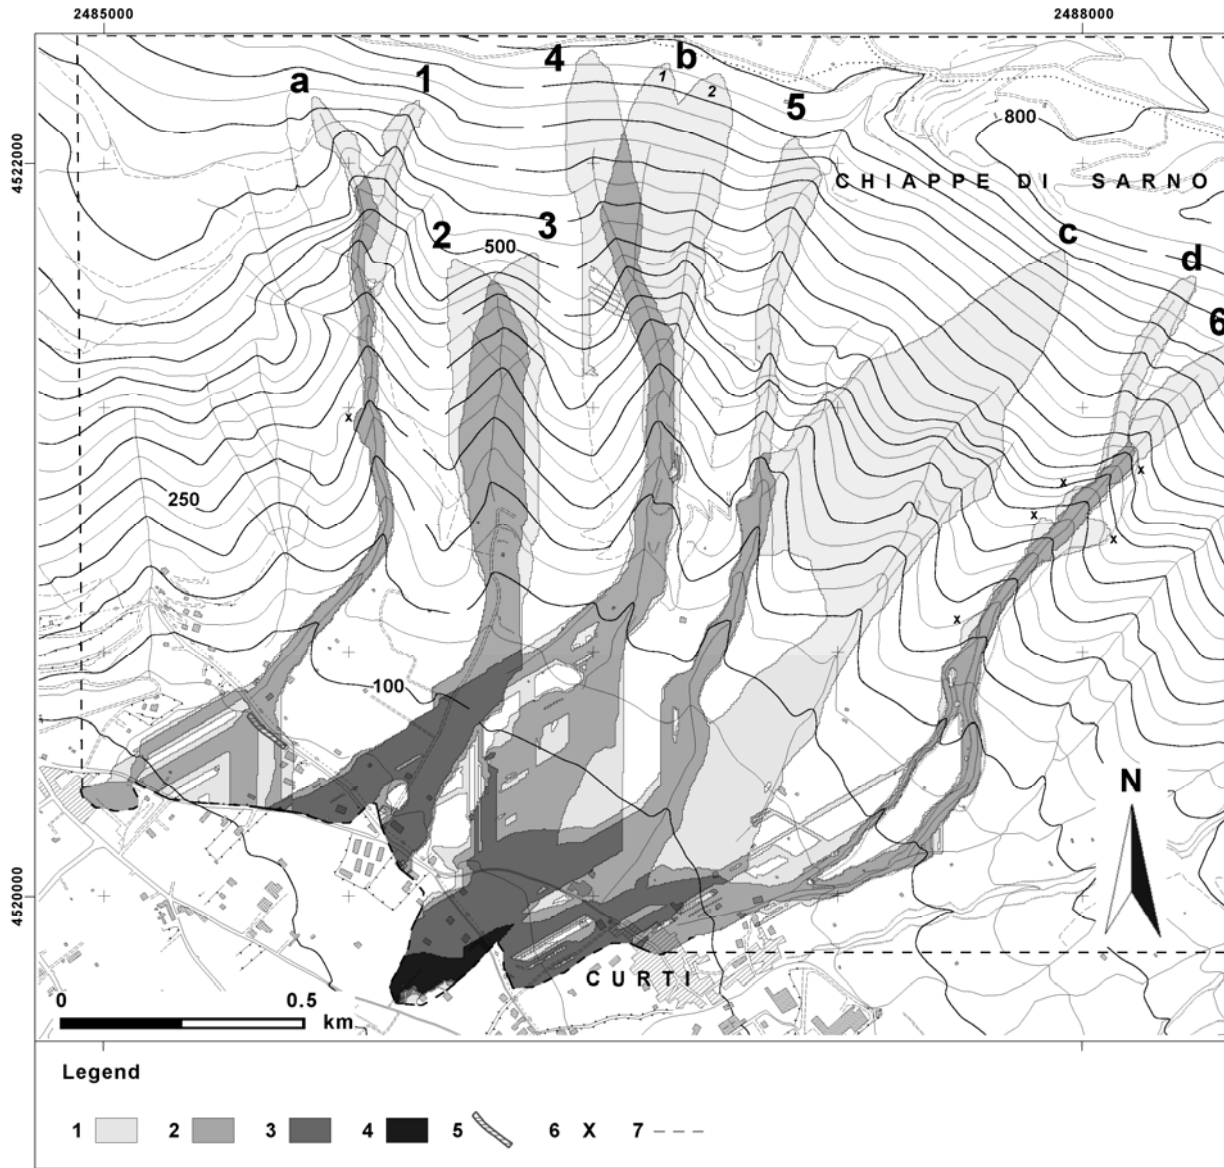 2485000 2488000
4 b
a 1 1 2 5
800
4522000
CHIAPPE DI SARNO
2 500 3 c
d
6
250
100
N
4520000
CURTI
0 0.5
km
Legend
1 2 3 4 5 6 X 7
x
x
x
x
x
x